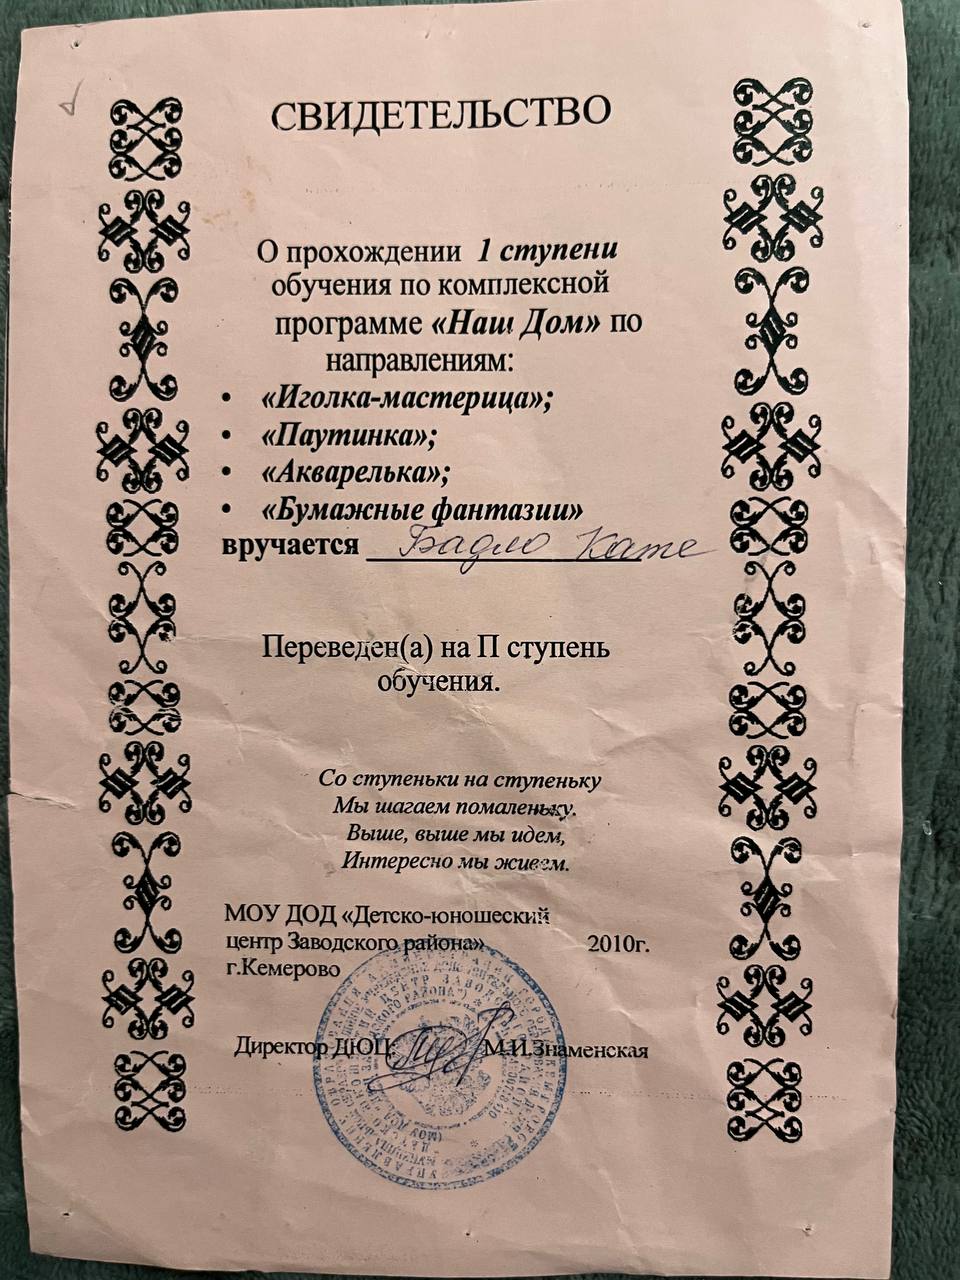 СВИДЕТЕЛЬСТВО
О прохождении 1 ступени
обучения по комплексной
программе «Наш Дом» по
направлениям:
• «Иголка-мастерица»;
• «Паутинка»;
• «Акварелька»;
• «Бумажные фантазии»
вручается Бадло Кате
Переведен(а) на П ступень
обучения.
Со ступеньки на ступеньку
Мы шагаем помаленьку.
Выше, выше мы идем,
Интересно мы живем.
МОУ ДОД «Детско-юношеский
центр Заводского района» 2010г.
г.Кемерово
Директор ДЮЦ: М.И.Знаменская